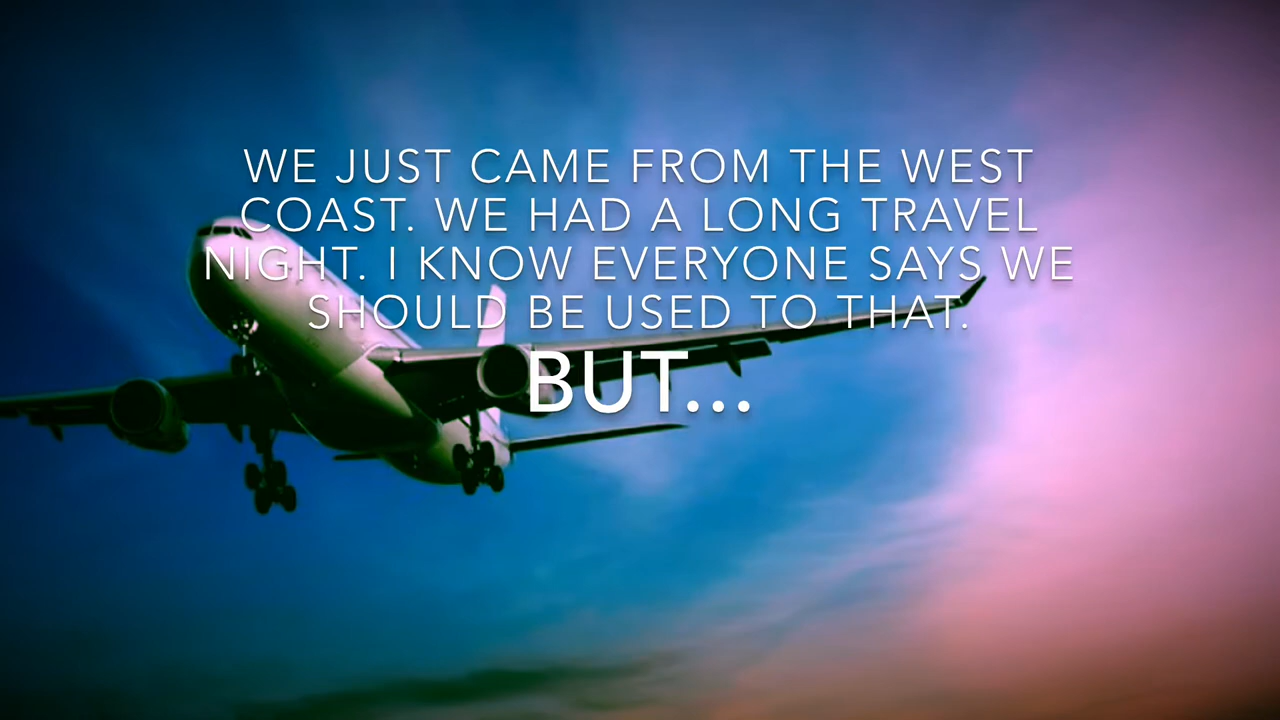 WE JUST CAME FROM THE WEST
COAST. WE HAD A LONG TRAVEL
NIGHT. I KNOW EVERYONE SAYS WE
SHOULD BE USED TO THAT.
BUT...